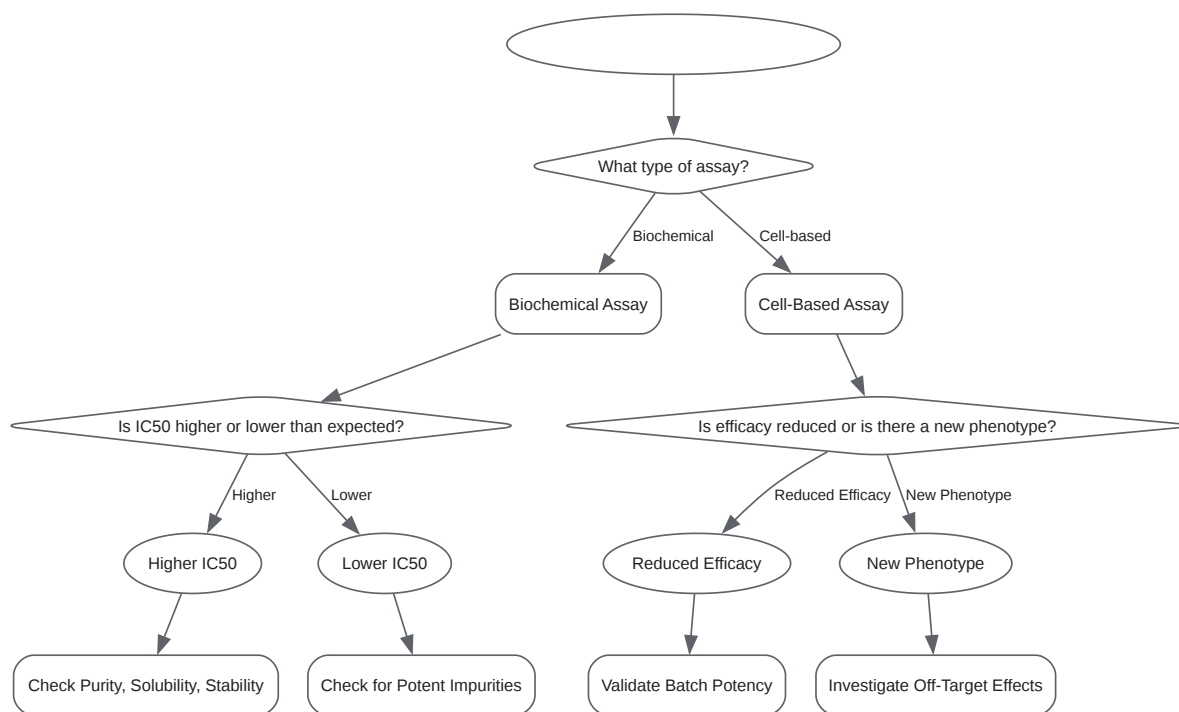 What type of assay?
Biochemical
Cell-based
Biochemical Assay
Cell-Based Assay
Is IC50 higher or lower than expected?
Is efficacy reduced or is there a new phenotype?
Higher
Lower
Reduced Efficacy
New Phenotype
Higher IC50
Lower IC50
Reduced Efficacy
New Phenotype
Check Purity, Solubility, Stability
Check for Potent Impurities
Validate Batch Potency
Investigate Off-Target Effects